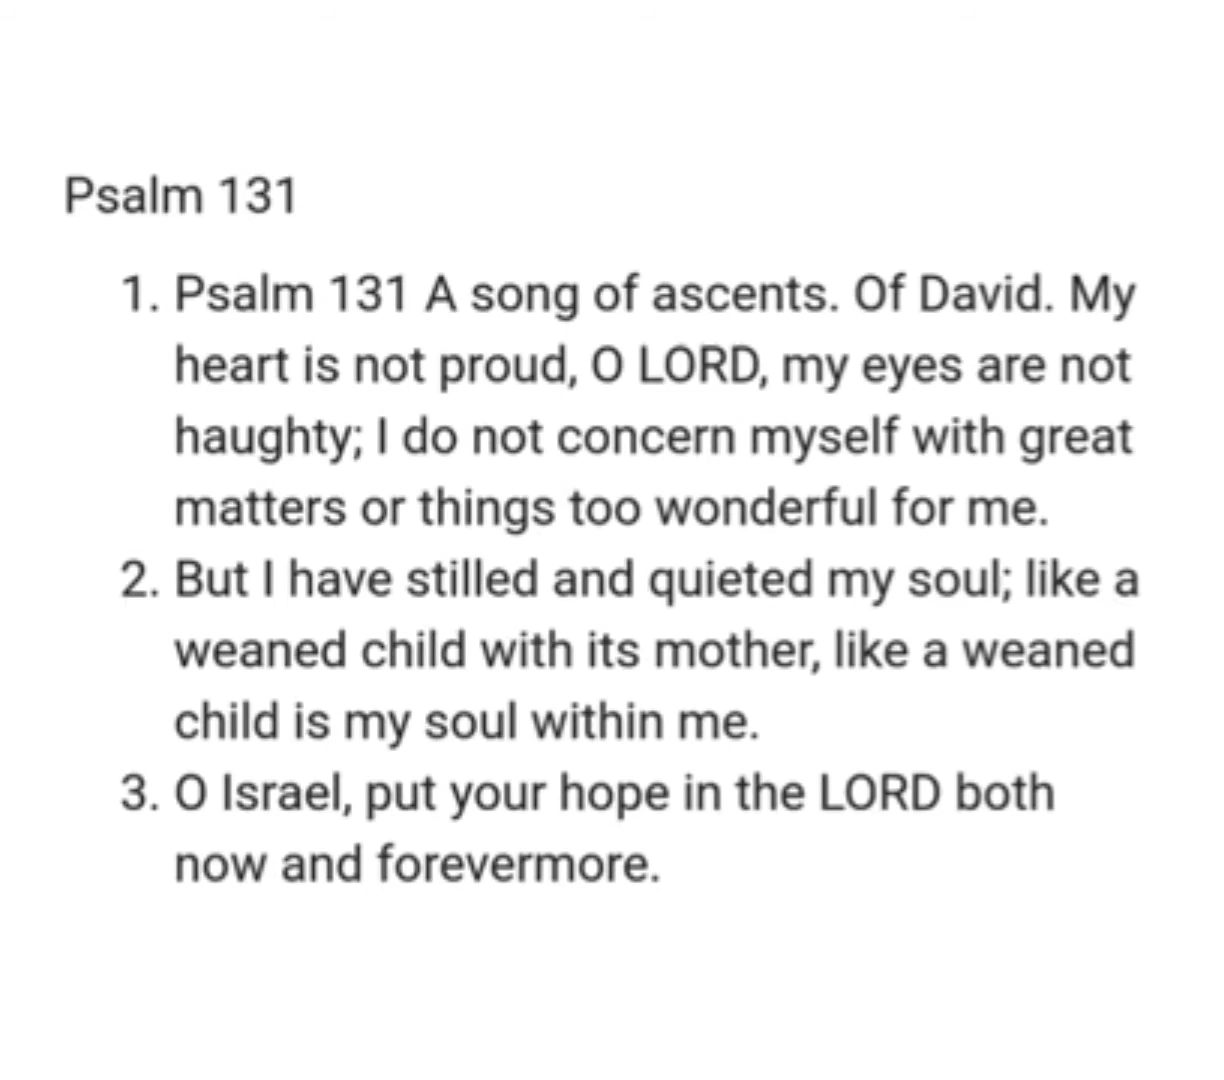 Psalm 131
1. Psalm 131 A song of ascents. Of David. My
heart is not proud, O LORD, my eyes are not
haughty; I do not concern myself with great
matters or things too wonderful for me.
2. But I have stilled and quieted my soul; like a
weaned child with its mother, like a weaned
child is my soul within me.
3. O Israel, put your hope in the LORD both
now and forevermore.